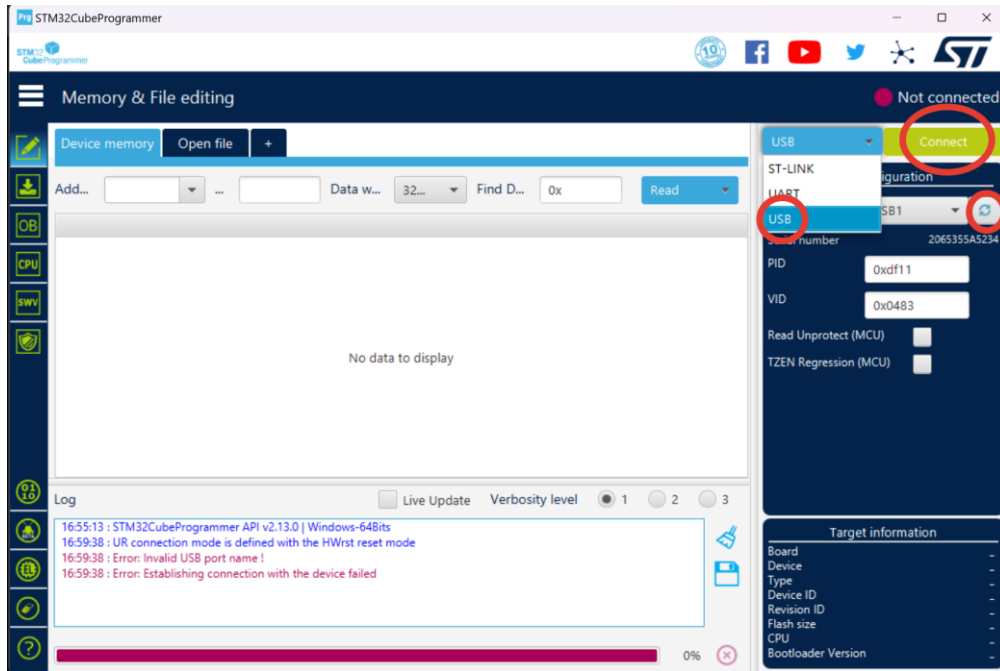 Prg STM32CubeProgrammer
STM32
CubeProgrammer
10
Memory & File editing
Not connected
Device memory Open file +
USB
Connect
ST-LINK
UART
USB
iguration
SB1
Add... ... Data w... 32... Find D... 0x Read
number 2065355A5234
PID 0xdf11
VID 0x0483
Read Unprotect (MCU)
TZEN Regression (MCU)
OB
CPU
SWV
No data to display
Log Live Update Verbosity level 1 2 3
16:55:13 : STM32CubeProgrammer API v2.13.0 | Windows-64Bits
16:59:38 : UR connection mode is defined with the HWrst reset mode
16:59:38 : Error: Invalid USB port name !
16:59:38 : Error: Establishing connection with the device failed
0%
Target information
Board -
Device -
Type -
Device ID -
Revision ID -
Flash size -
CPU -
Bootloader Version -